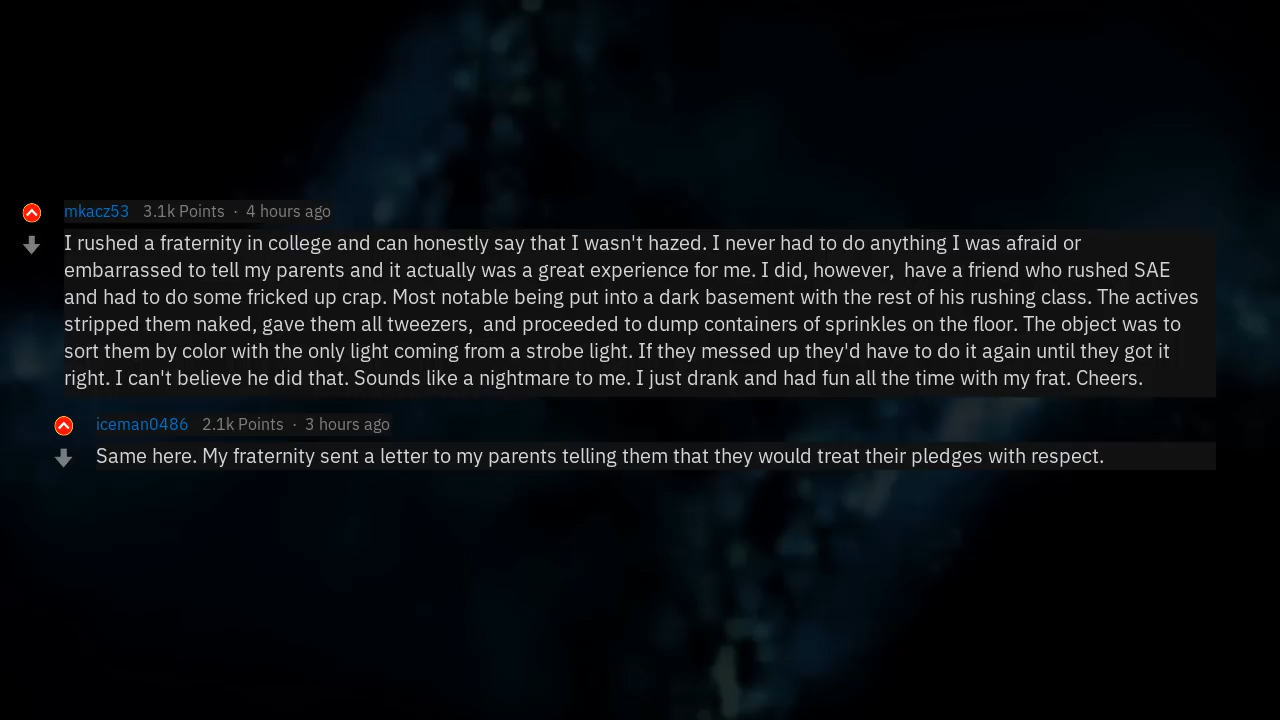 mkacz53 3.1k Points · 4 hours ago
I rushed a fraternity in college and can honestly say that I wasn't hazed. I never had to do anything I was afraid or
embarrassed to tell my parents and it actually was a great experience for me. I did, however,  have a friend who rushed SAE
and had to do some fricked up crap. Most notable being put into a dark basement with the rest of his rushing class. The actives
stripped them naked, gave them all tweezers,  and proceeded to dump containers of sprinkles on the floor. The object was to
sort them by color with the only light coming from a strobe light. If they messed up they'd have to do it again until they got it
right. I can't believe he did that. Sounds like a nightmare to me. I just drank and had fun all the time with my frat. Cheers.
iceman0486 2.1k Points · 3 hours ago
Same here. My fraternity sent a letter to my parents telling them that they would treat their pledges with respect.